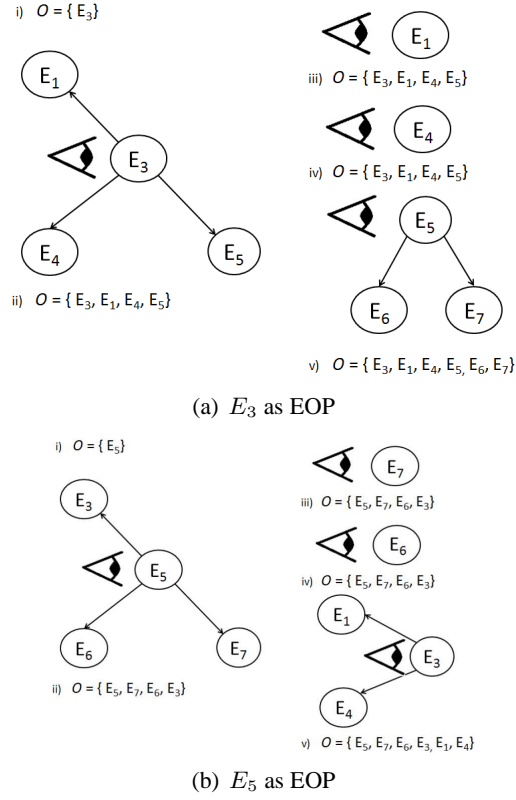 i) O = { E₃}
E₁
E₃
E₄
E₅
ii) O = { E₃, E₁, E₄, E₅}
E₁
iii) O = { E₃, E₁, E₄, E₅}
E₄
iv) O = { E₃, E₁, E₄, E₅}
E₅
E₆ E₇
v) O = { E₃, E₁, E₄, E₅, E₆, E₇}
(a) E₃ as EOP
i) O = { E₅}
E₃
E₅
E₆ E₇
ii) O = { E₅, E₇, E₆, E₃}
E₇
iii) O = { E₅, E₇, E₆, E₃}
E₆
iv) O = { E₅, E₇, E₆, E₃}
E₁
E₃
E₄
v) O = { E₅, E₇, E₆, E₃, E₁, E₄}
(b) E₅ as EOP